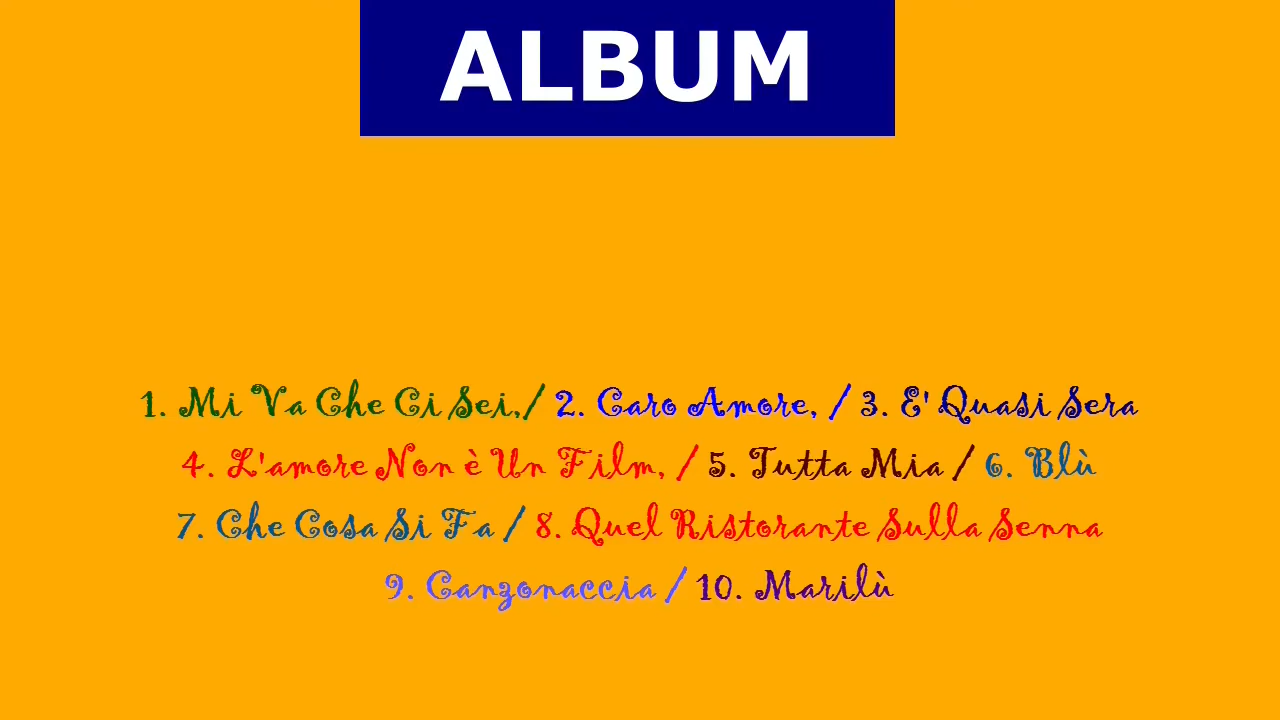 ALBUM
1. Mi Va Che Ci Sei,/ 2. Caro Amore, / 3. E' Quasi Sera
4. L'amore Non è Un Film, / 5. Tutta Mia / 6. Blù
7. Che Cosa Si Fa / 8. Quel Ristorante Sulla Senna
9. Canzonaccia / 10. Marilù